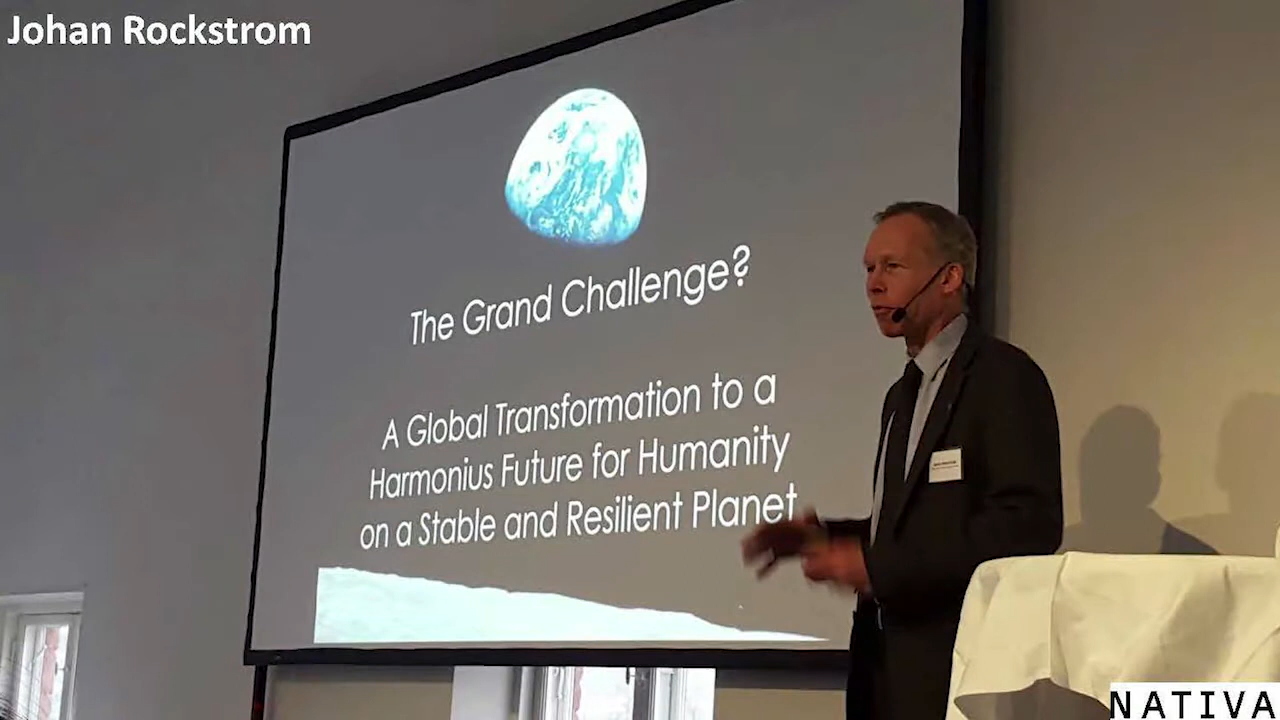 Johan Rockstrom
The Grand Challenge?
A Global Transformation to a
Harmonius Future for Humanity
on a Stable and Resilient Planet
NATIVA